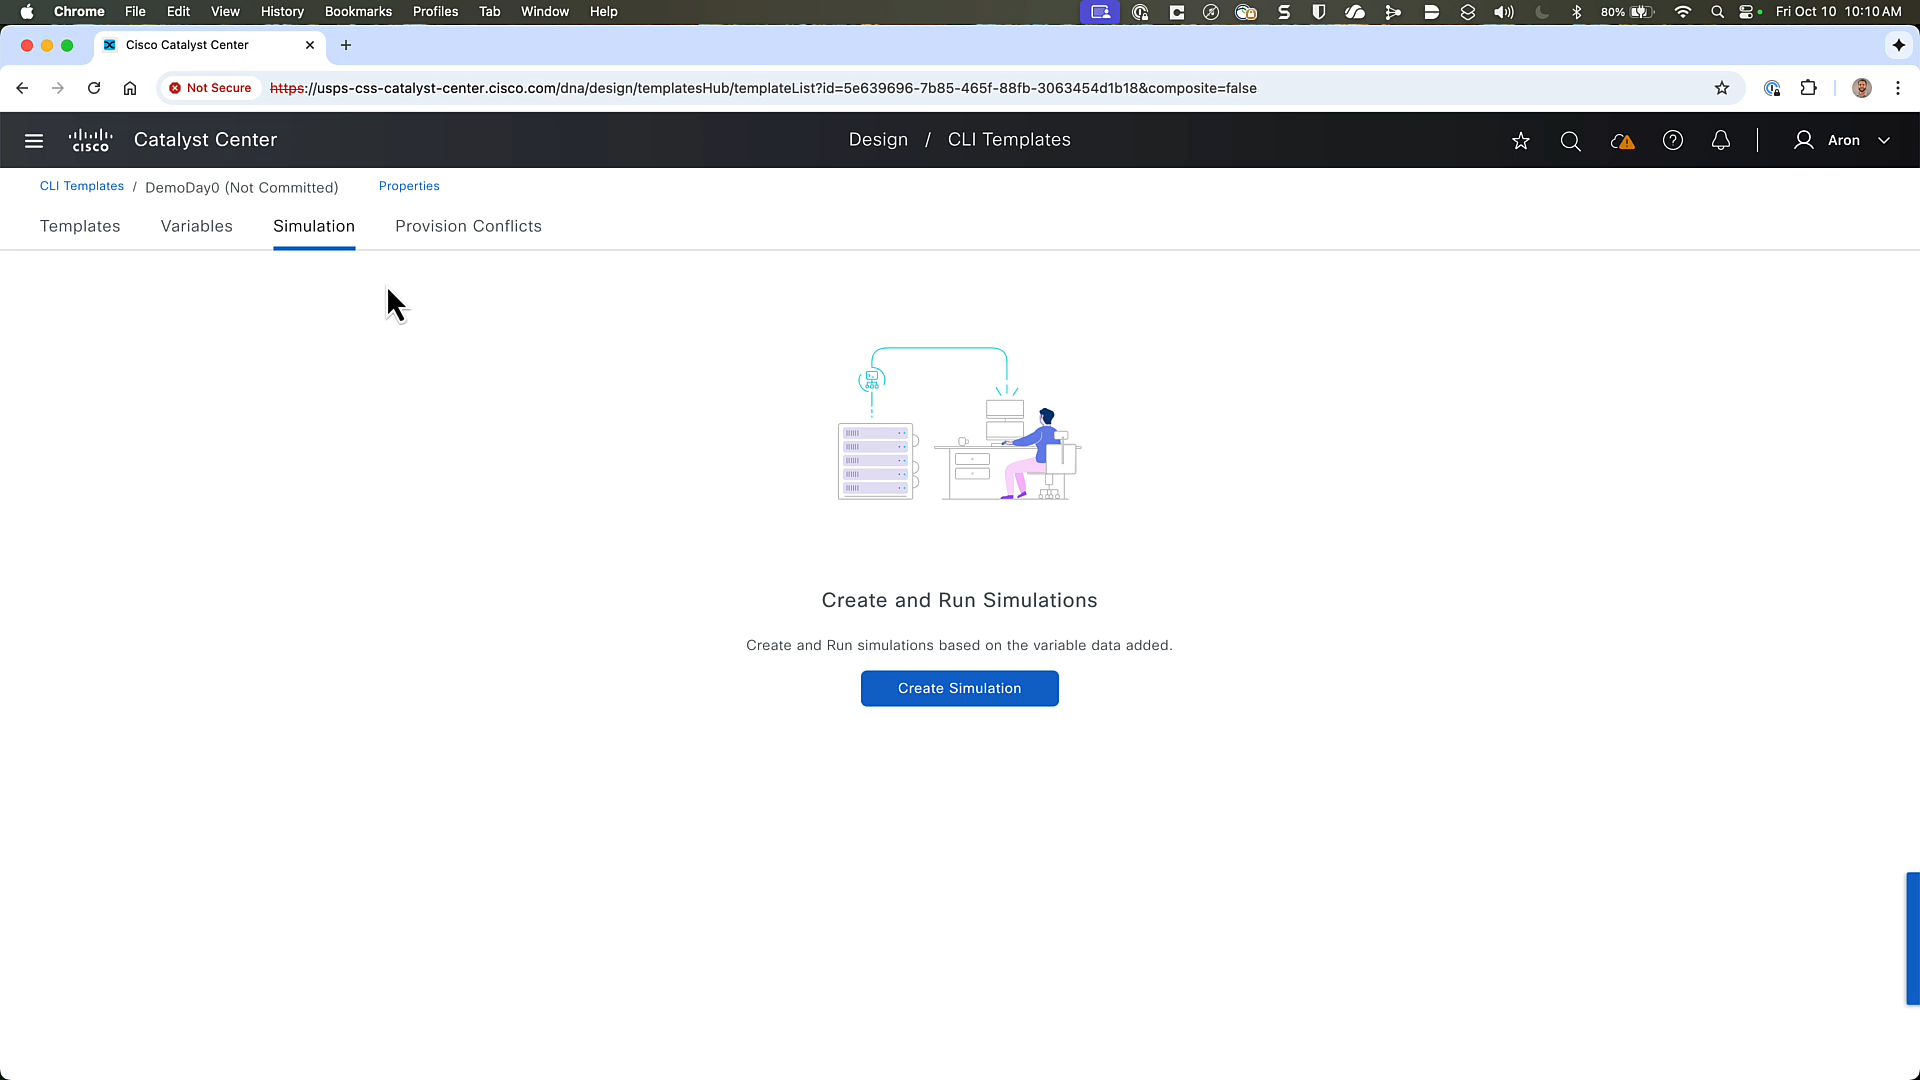 Chrome File Edit View History Bookmarks Profiles Tab Window Help 80% Fri Oct 10 10:10 AM
Cisco Catalyst Center
Not Secure https://usps-css-catalyst-center.cisco.com/dna/design/templatesHub/templateList?id=5e639696-7b85-465f-88fb-3063454d1b18&composite=false
cisco Catalyst Center Design / CLI Templates Aron
CLI Templates / DemoDay0 (Not Committed) Properties
Templates Variables Simulation Provision Conflicts
Create and Run Simulations
Create and Run simulations based on the variable data added.
Create Simulation